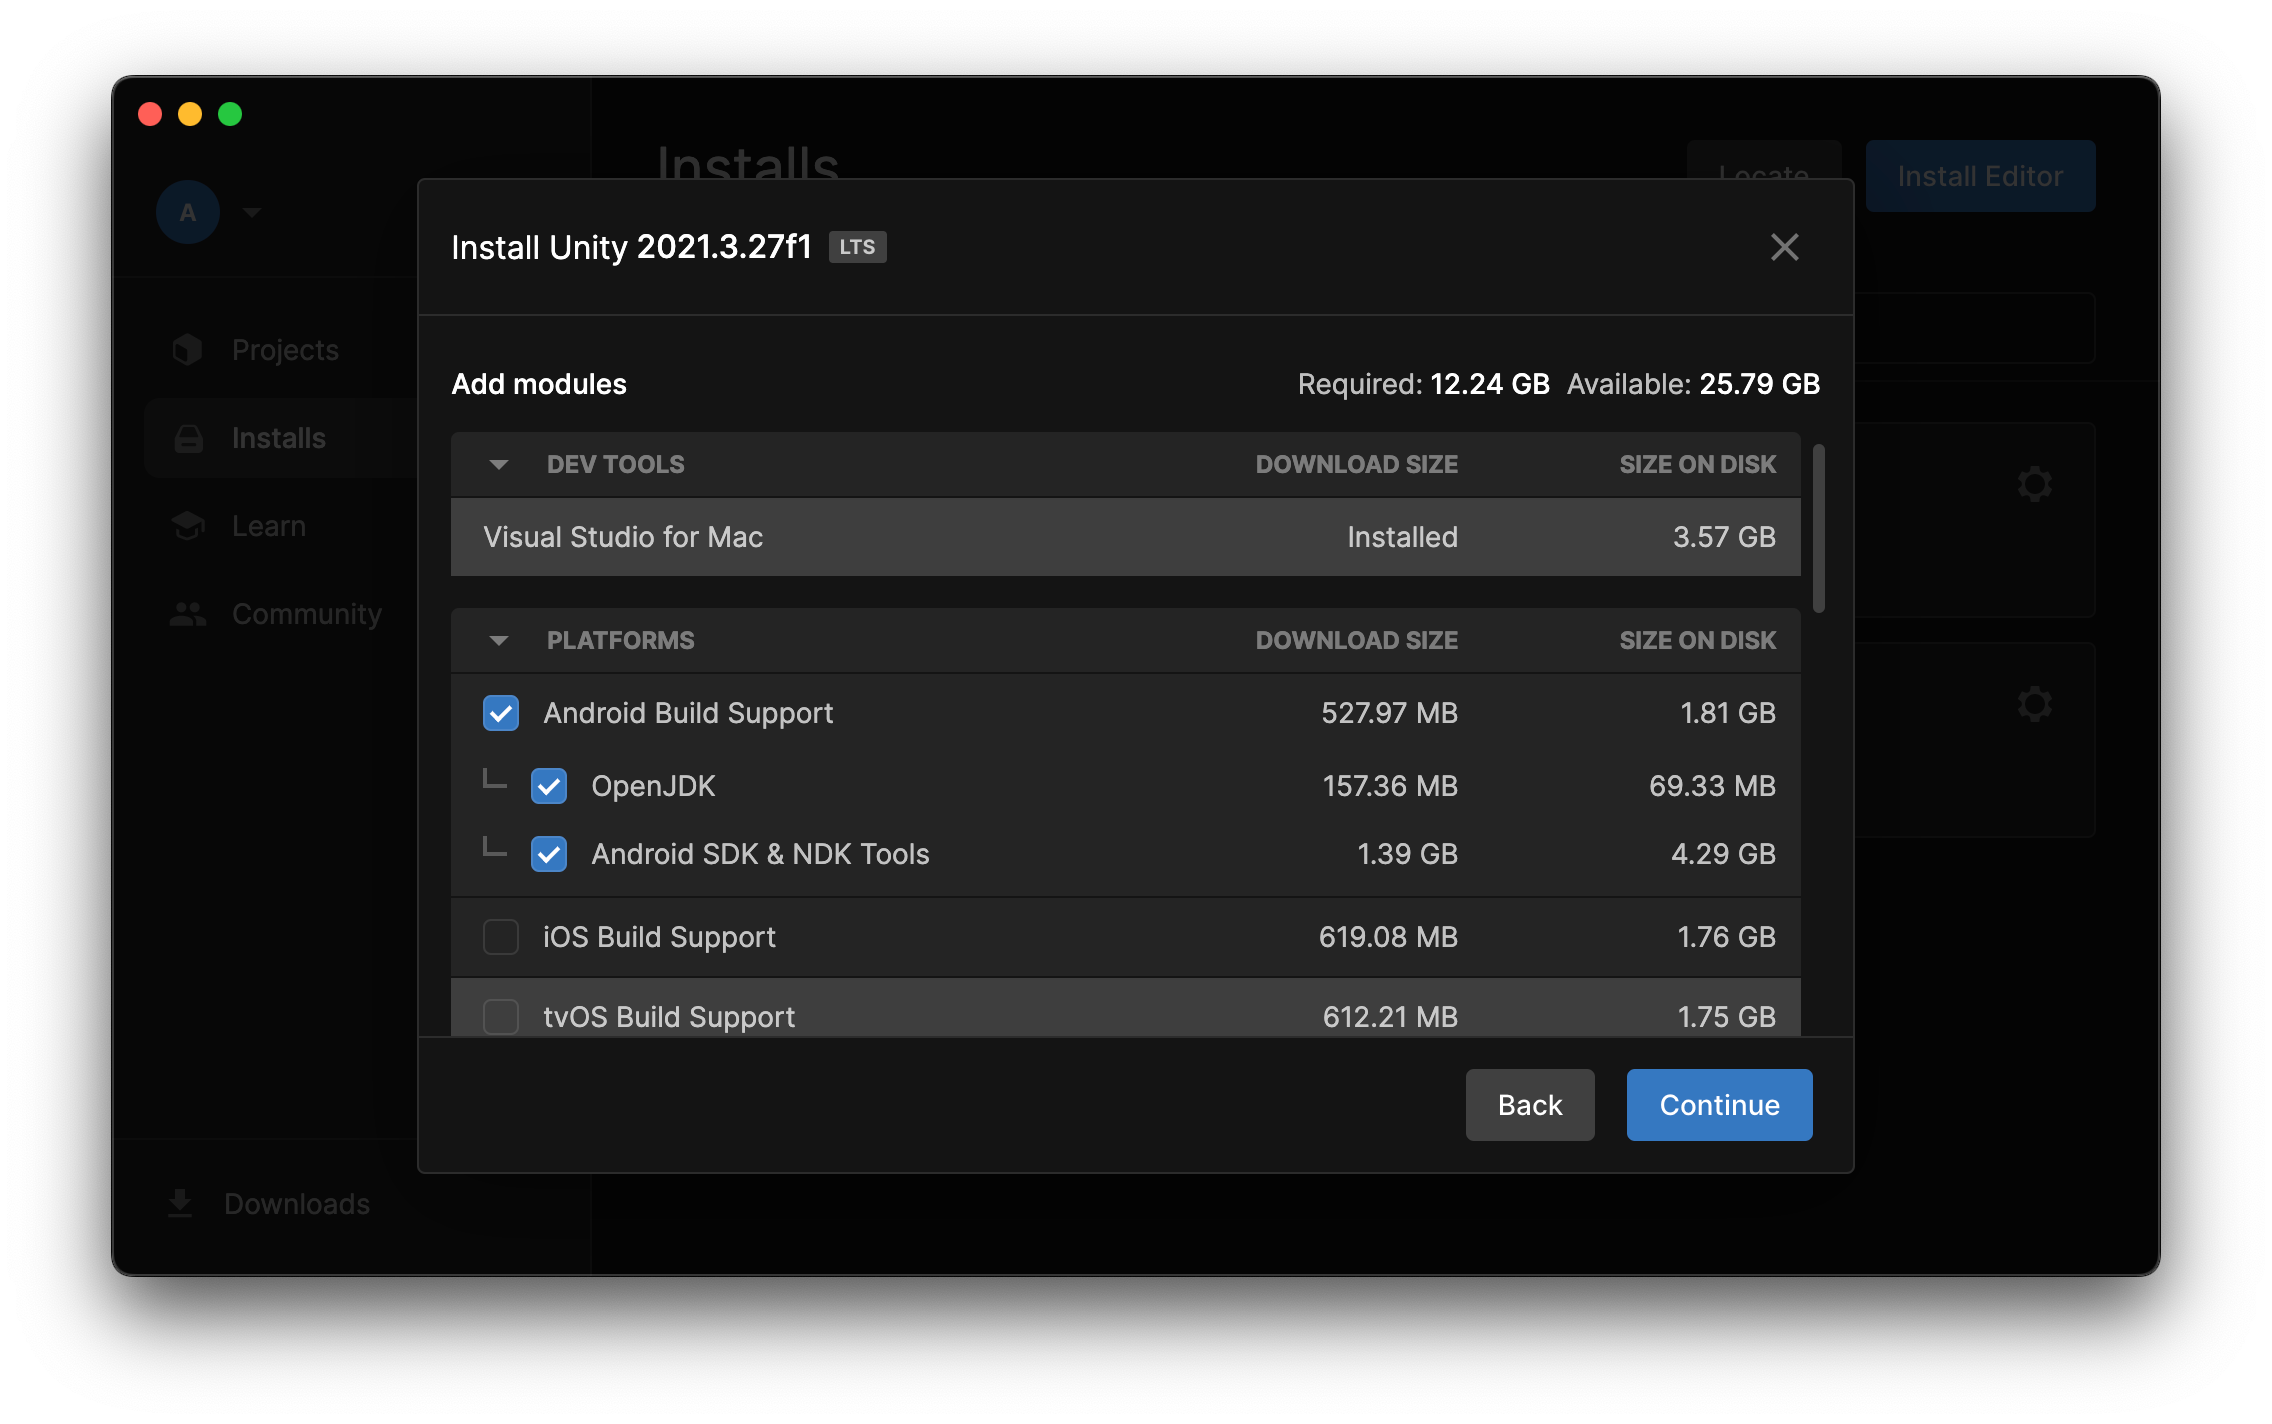 Installs
Locate
Install Editor
A
Install Unity 2021.3.27f1 LTS
Projects
Installs
Learn
Community
Downloads
Add modules
Required: 12.24 GB Available: 25.79 GB
DEV TOOLS DOWNLOAD SIZE SIZE ON DISK
Visual Studio for Mac Installed 3.57 GB
PLATFORMS DOWNLOAD SIZE SIZE ON DISK
Android Build Support 527.97 MB 1.81 GB
OpenJDK 157.36 MB 69.33 MB
Android SDK & NDK Tools 1.39 GB 4.29 GB
iOS Build Support 619.08 MB 1.76 GB
tvOS Build Support 612.21 MB 1.75 GB
Back
Continue